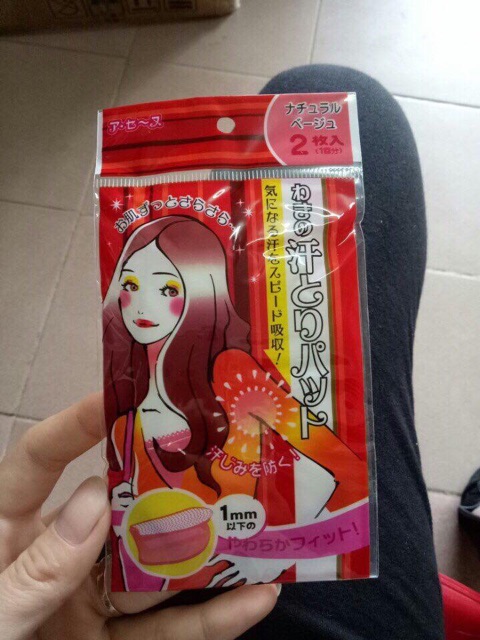 ア・セ〜ヌ
ナチュラル
ベージュ
2枚入
(1回分)
お肌ずっとさらさら〜
わきの汗とりパット
気になる汗をスピード吸収!
汗じみを防ぐ!
1mm
以下の
やわらかフィット!